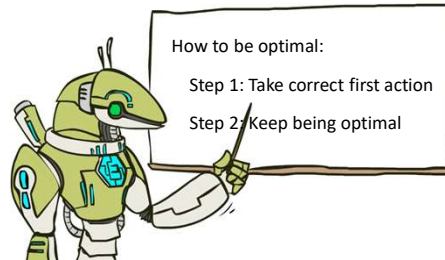 How to be optimal:
Step 1: Take correct first action
Step 2: Keep being optimal